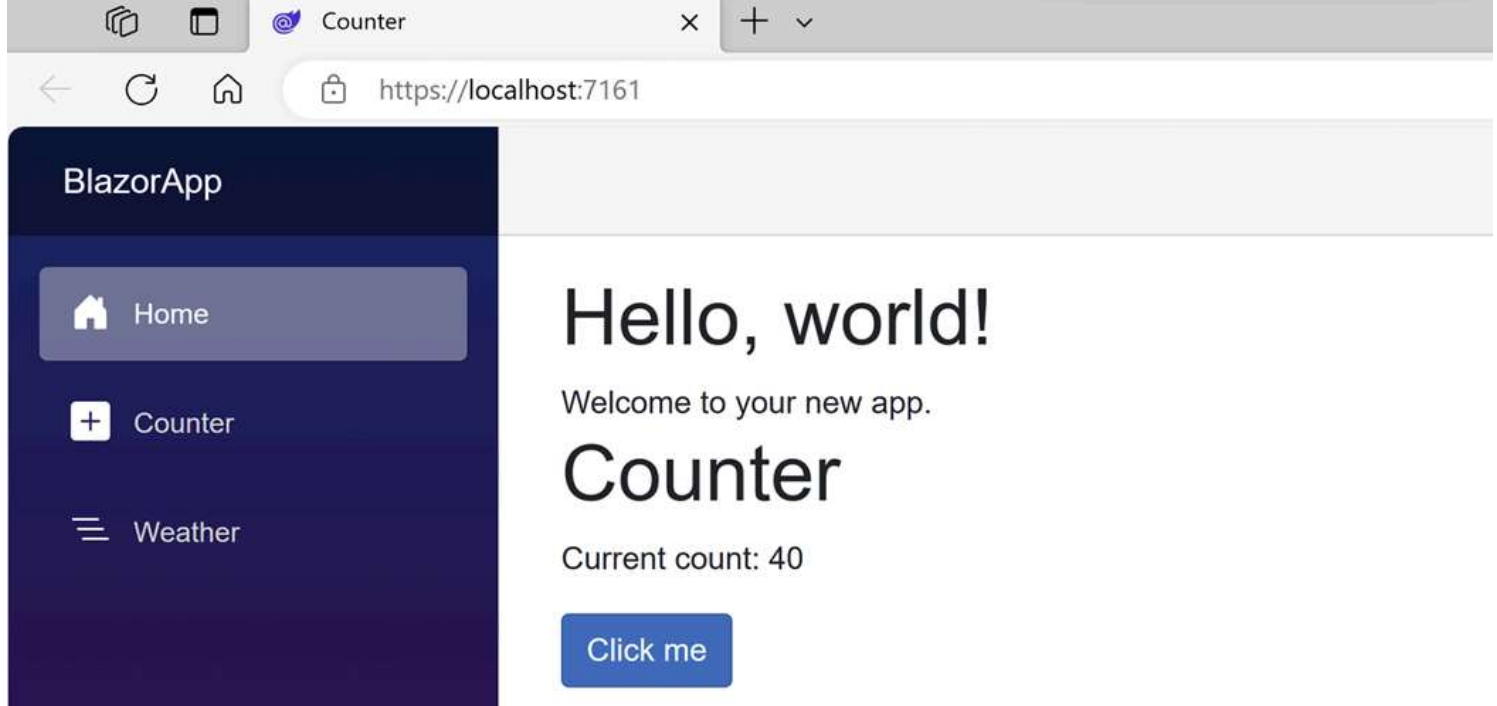 Counter
https://localhost:7161
BlazorApp
Home
Counter
Weather
Hello, world!
Welcome to your new app.
Counter
Current count: 40
Click me